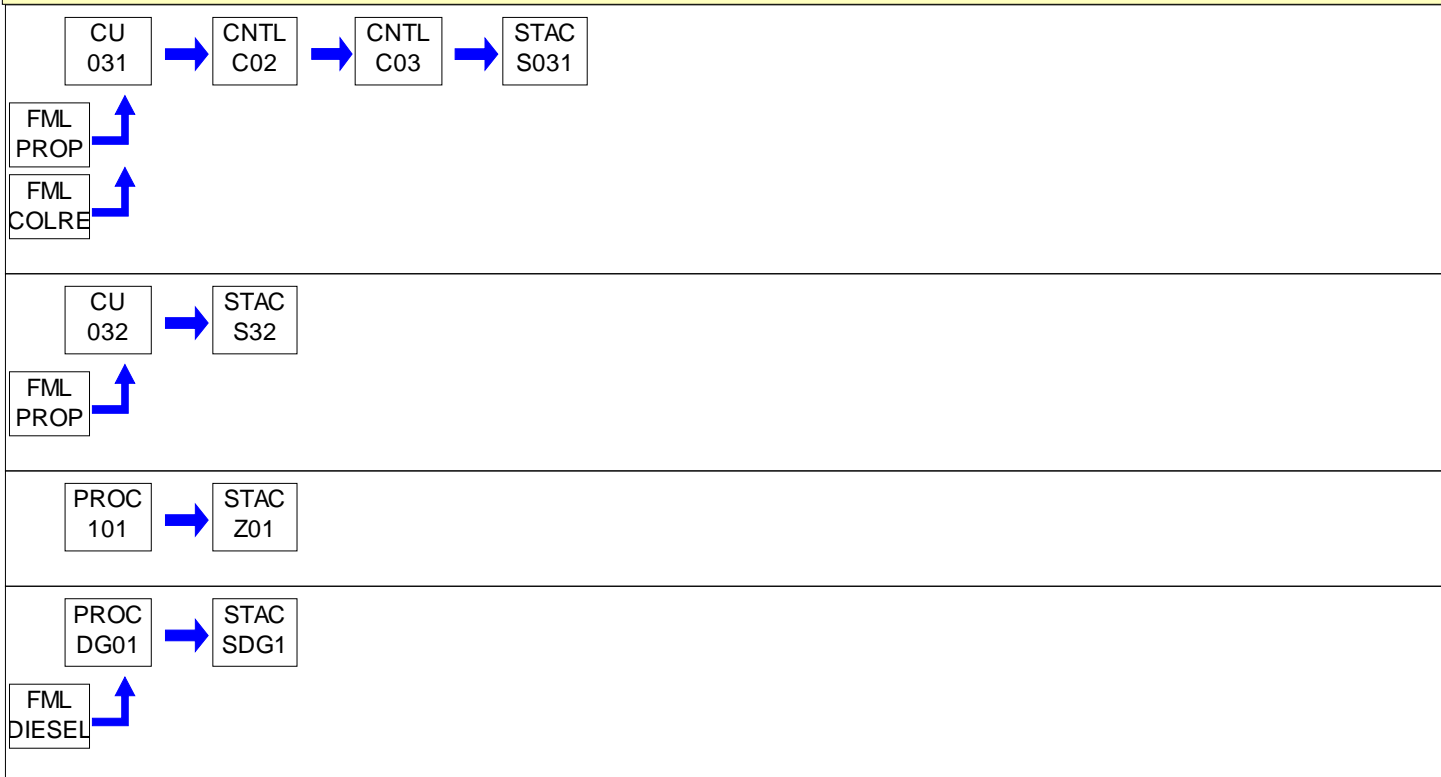 CU
031
CNTL
C02
CNTL
C03
STAC
S031
FML
PROP
FML
COLRE
CU
032
STAC
S32
FML
PROP
PROC
101
STAC
Z01
PROC
DG01
STAC
SDG1
FML
DIESEL